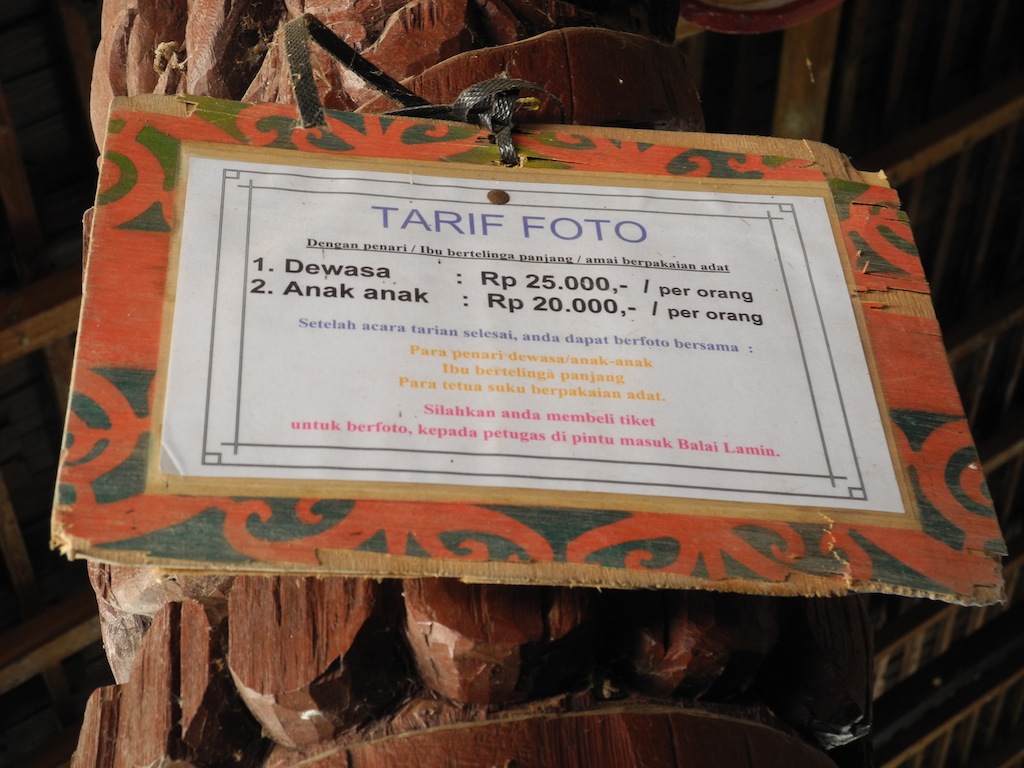 TARIF FOTO
Dengan penari / Ibu bertelinga panjang / amai berpakaian adat
1. Dewasa : Rp 25.000,- / per orang
2. Anak anak : Rp 20.000,- / per orang
Setelah acara tarian selesai, anda dapat berfoto bersama :
Para penari dewasa/anak-anak
Ibu bertelinga panjang
Para tetua suku berpakaian adat.
Silahkan anda membeli tiket
untuk berfoto, kepada petugas di pintu masuk Balai Lamin.